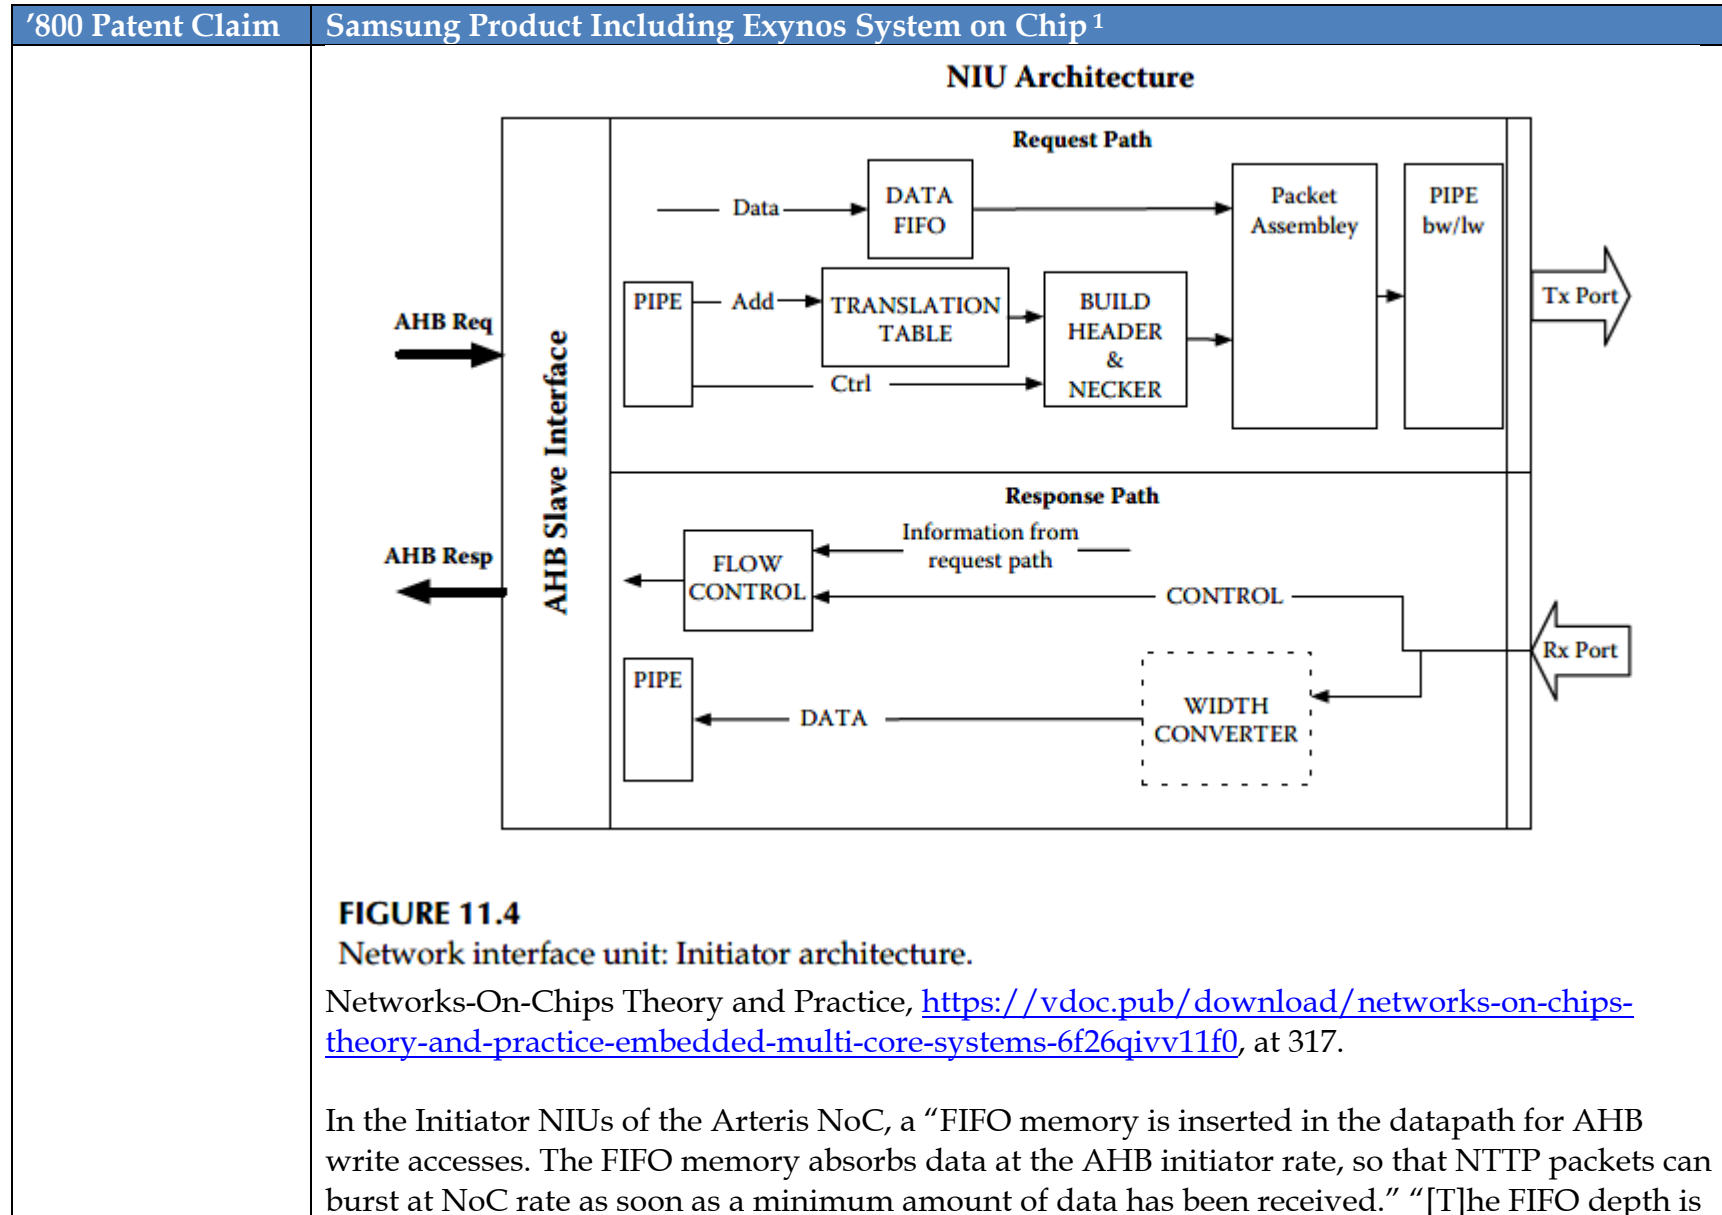 ’800 Patent Claim
Samsung Product Including Exynos System on Chip 1
NIU Architecture
Request Path
Data
DATA
FIFO
Packet
Assembley
PIPE
bw/lw
Tx Port
AHB Req
PIPE
Add
TRANSLATION
TABLE
BUILD
HEADER
&
NECKER
Ctrl
AHB Slave Interface
Response Path
AHB Resp
FLOW
CONTROL
Information from
request path
CONTROL
Rx Port
PIPE
DATA
WIDTH
CONVERTER
FIGURE 11.4
Network interface unit: Initiator architecture.
Networks-On-Chips Theory and Practice, https://vdoc.pub/download/networks-on-chips-
theory-and-practice-embedded-multi-core-systems-6f26qivv11f0, at 317.
In the Initiator NIUs of the Arteris NoC, a “FIFO memory is inserted in the datapath for AHB
write accesses. The FIFO memory absorbs data at the AHB initiator rate, so that NTTP packets can
burst at NoC rate as soon as a minimum amount of data has been received.” “[T]he FIFO depth is